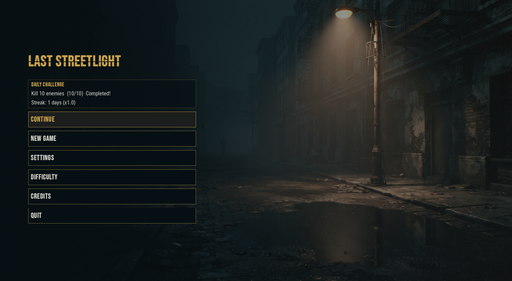 LAST STREETLIGHT
DAILY CHALLENGE
Kill 10 enemies (10/10) Completed!
Streak: 1 days (x1.0)
CONTINUE
NEW GAME
SETTINGS
DIFFICULTY
CREDITS
QUIT